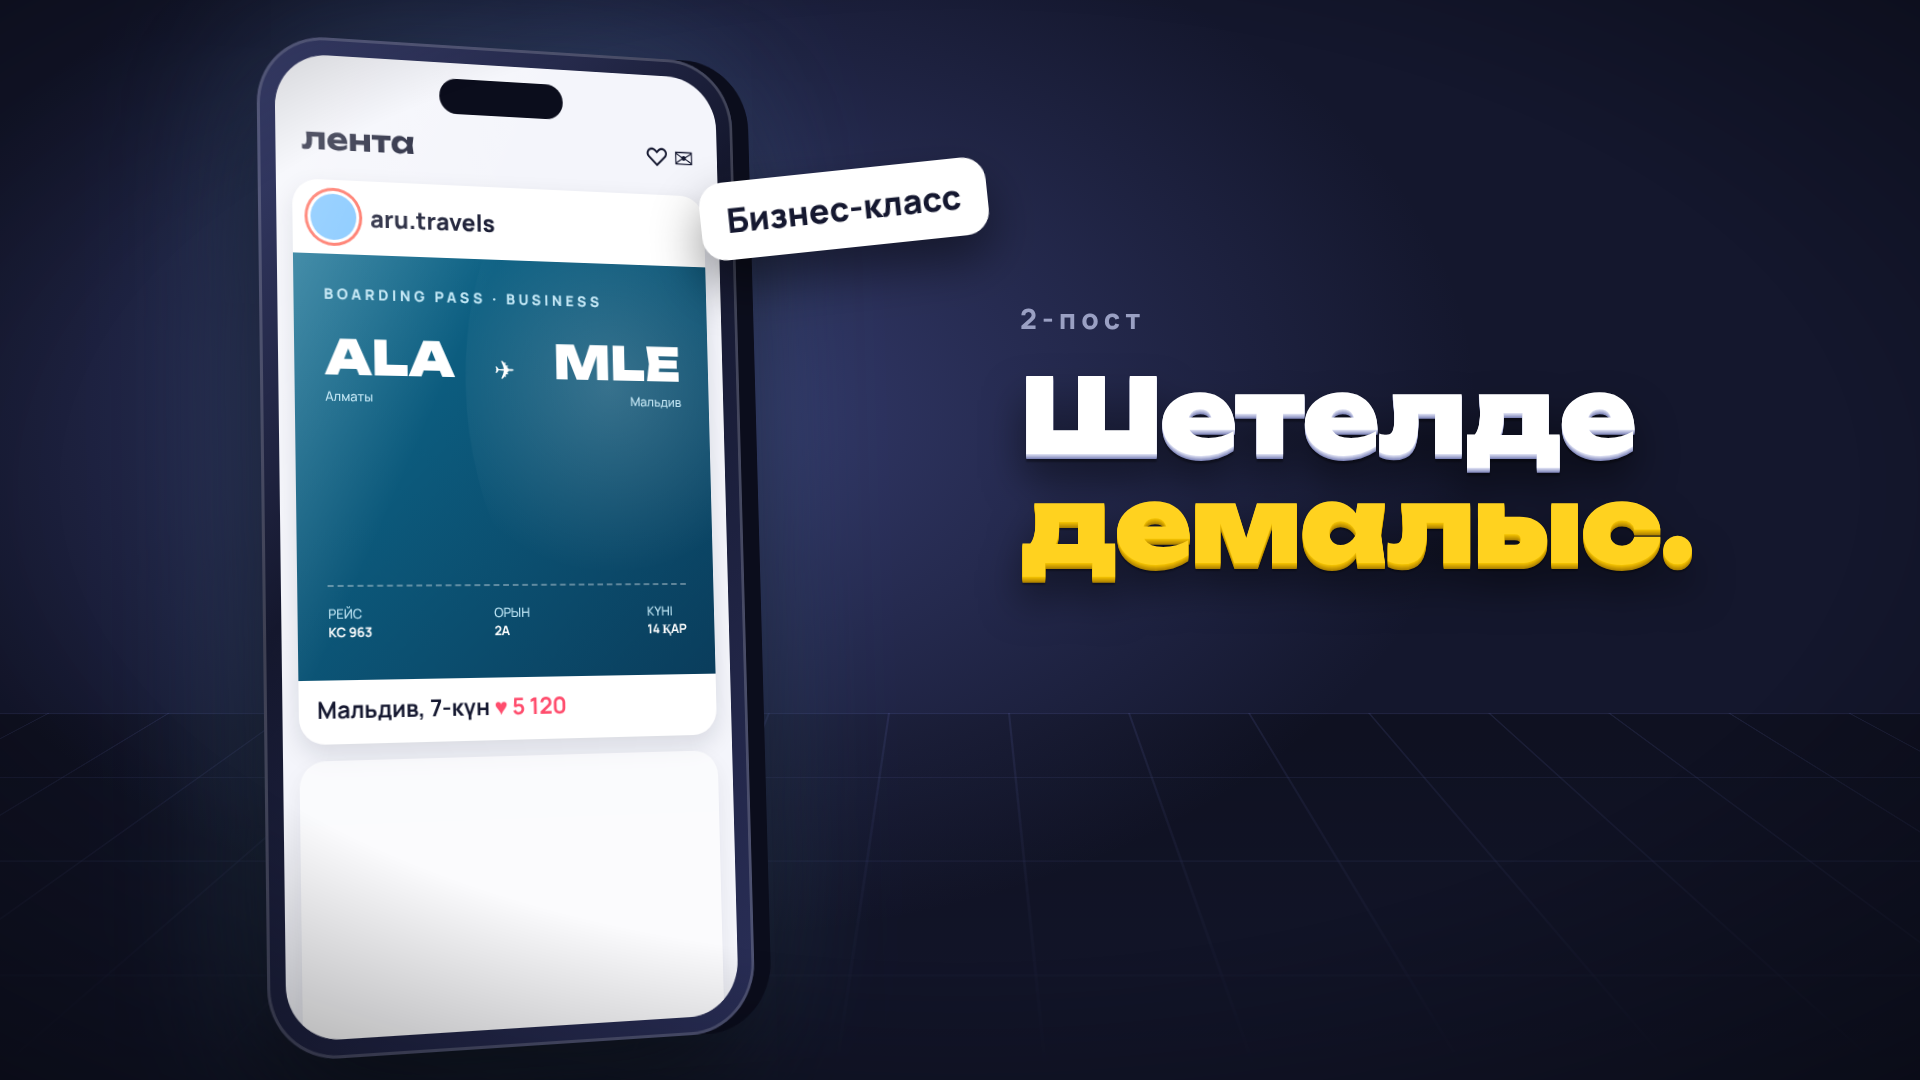 лента
♡ ✉
aru.travels
Бизнес-класс
BOARDING PASS · BUSINESS
ALA ✈ MLE
Алматы Мальдив
РЕЙС ОРЫН КҮНІ
KC 963 2A 14 ҚАР
Мальдив, 7-күн ♥ 5 120
2-пост
Шетелде
демалыс.